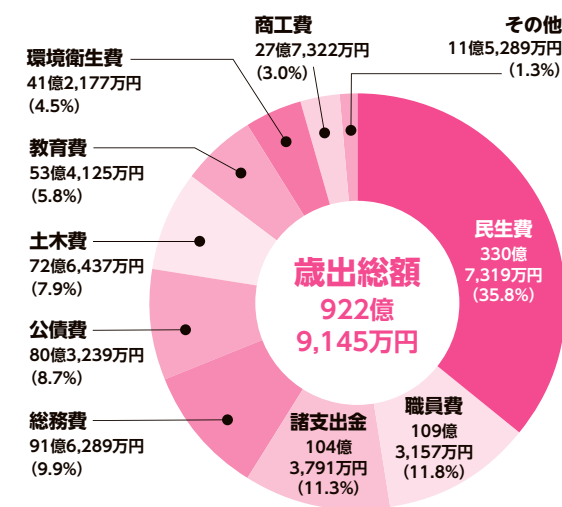 商工費
27億7,322万円
(3.0%)
その他
11億5,289万円
(1.3%)
環境衛生費
41億2,177万円
(4.5%)
教育費
53億4,125万円
(5.8%)
土木費
72億6,437万円
(7.9%)
公債費
80億3,239万円
(8.7%)
総務費
91億6,289万円
(9.9%)
諸支出金
104億
3,791万円
(11.3%)
職員費
109億
3,157万円
(11.8%)
民生費
330億
7,319万円
(35.8%)
歳出総額
922億
9,145万円